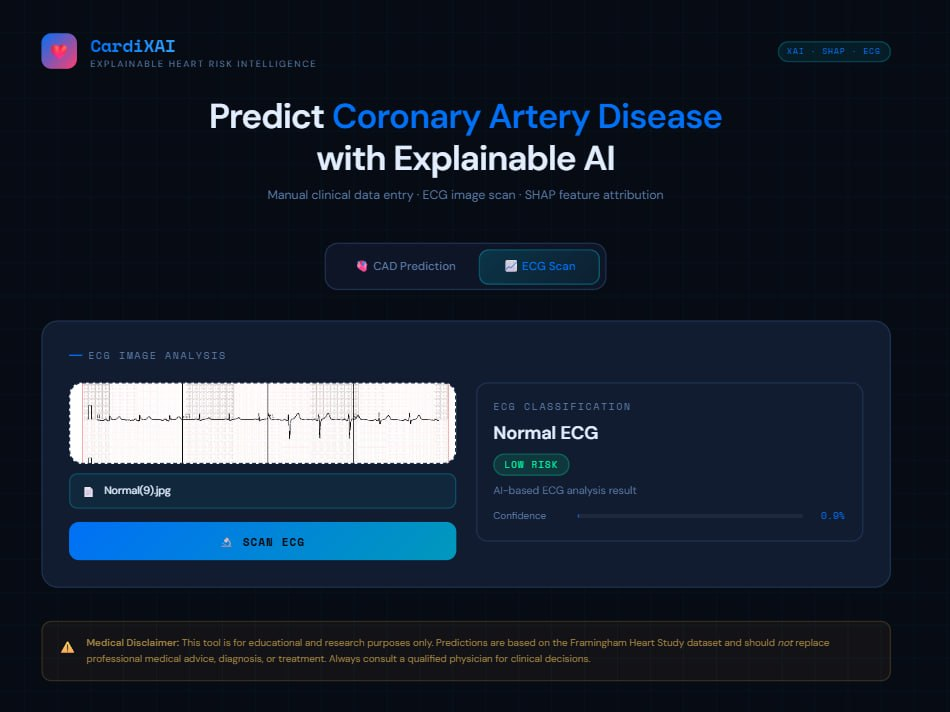 CardiXAI
EXPLAINABLE HEART RISK INTELLIGENCE
XAI · SHAP · ECG
Predict Coronary Artery Disease
with Explainable AI
Manual clinical data entry · ECG image scan · SHAP feature attribution
CAD Prediction
ECG Scan
ECG IMAGE ANALYSIS
Normal(9).jpg
SCAN ECG
ECG CLASSIFICATION
Normal ECG
LOW RISK
AI-based ECG analysis result
Confidence 0.9%
Medical Disclaimer: This tool is for educational and research purposes only. Predictions are based on the Framingham Heart Study dataset and should not replace
professional medical advice, diagnosis, or treatment. Always consult a qualified physician for clinical decisions.